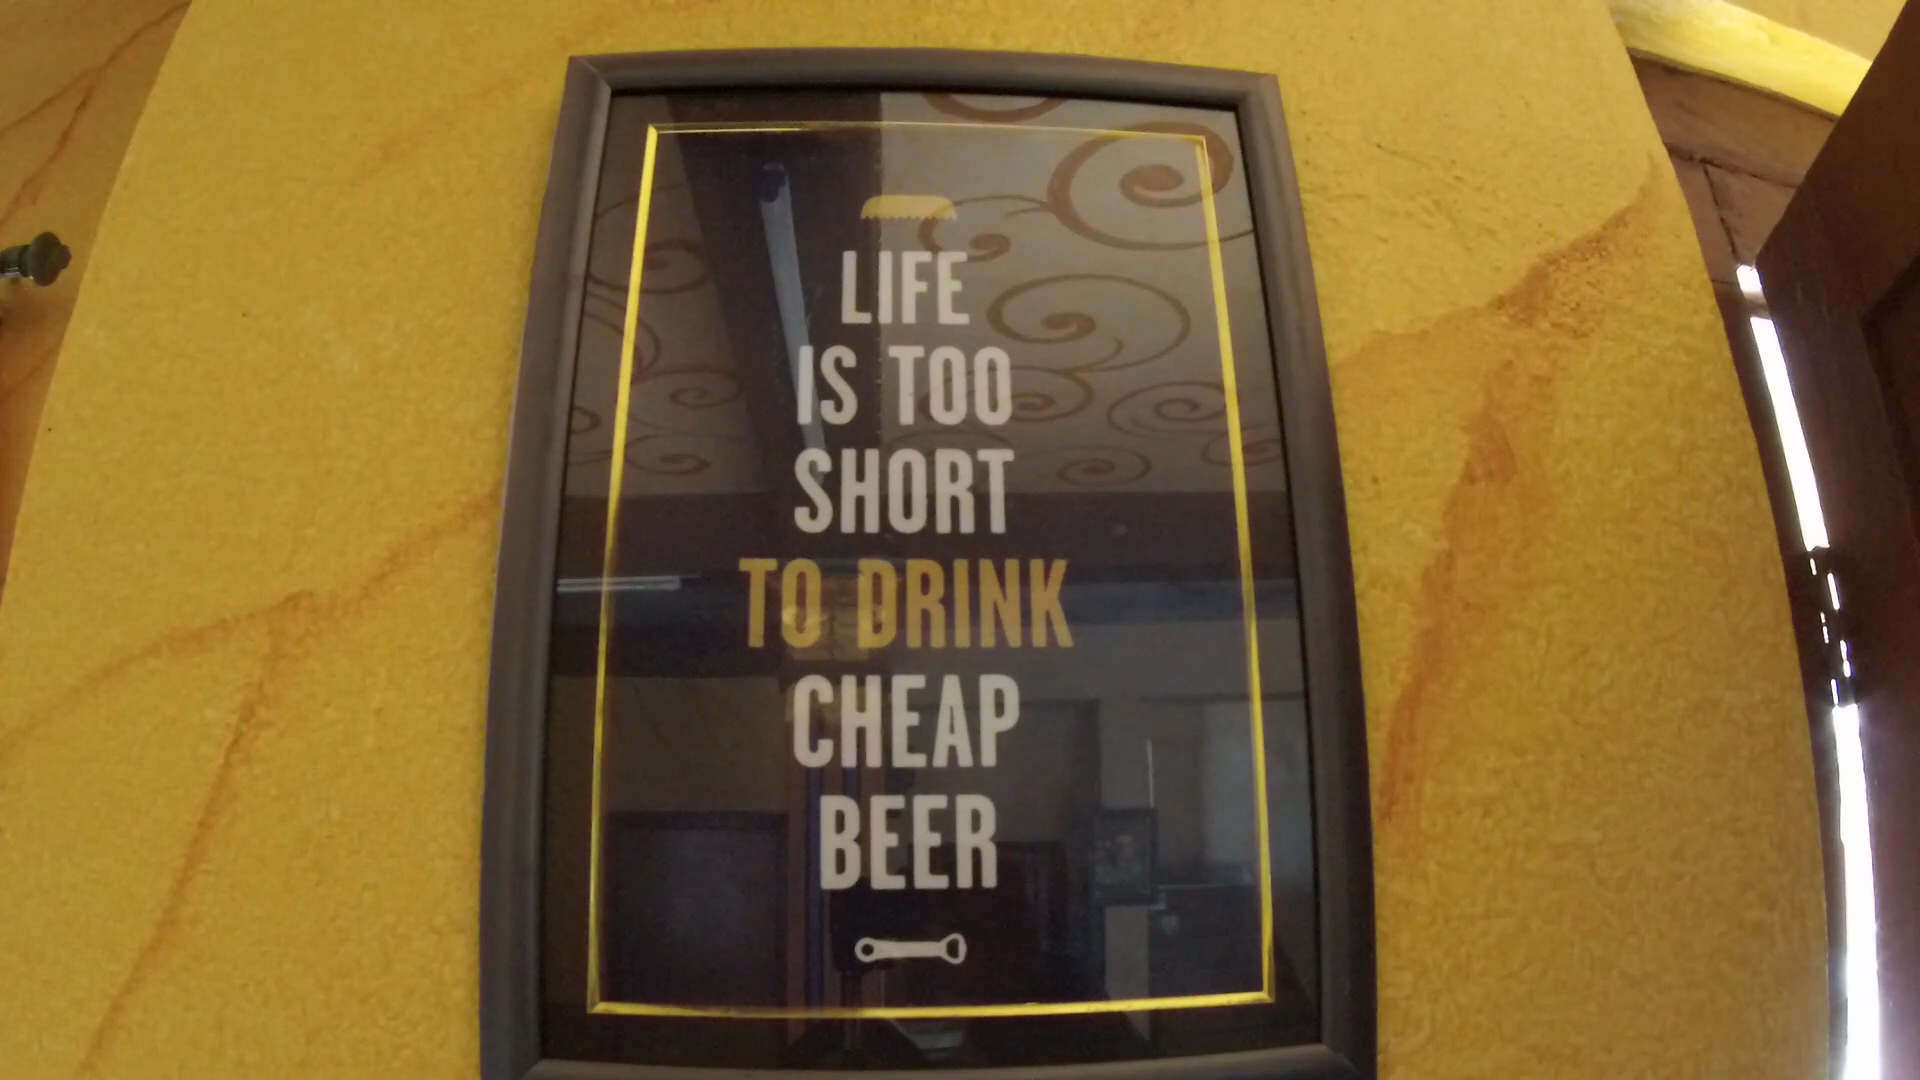 LIFE
IS TOO
SHORT
TO DRINK
CHEAP
BEER